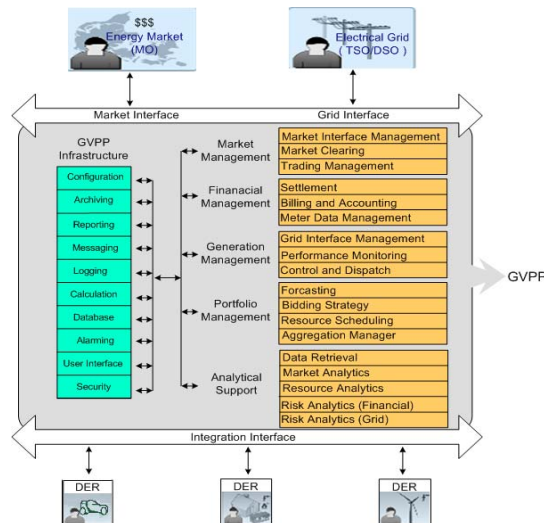 $$$
Energy Market
(MO)
Electrical Grid
( TSO/DSO )
Market Interface
Grid Interface
GVPP
Infrastructure
Configuration
Archiving
Reporting
Messaging
Logging
Calculation
Database
Alarming
User Interface
Security
Market
Management
Market Interface Management
Market Clearing
Trading Management
Finanacial
Management
Settlement
Billing and Accounting
Meter Data Management
Generation
Management
Grid Interface Management
Performance Monitoring
Control and Dispatch
Portfolio
Management
Forcasting
Bidding Strategy
Resource Scheduling
Aggregation Manager
Analytical
Support
Data Retrieval
Market Analytics
Resource Analytics
Risk Analytics (Financial)
Risk Analytics (Grid)
GVPP
Integration Interface
DER
DER
DER